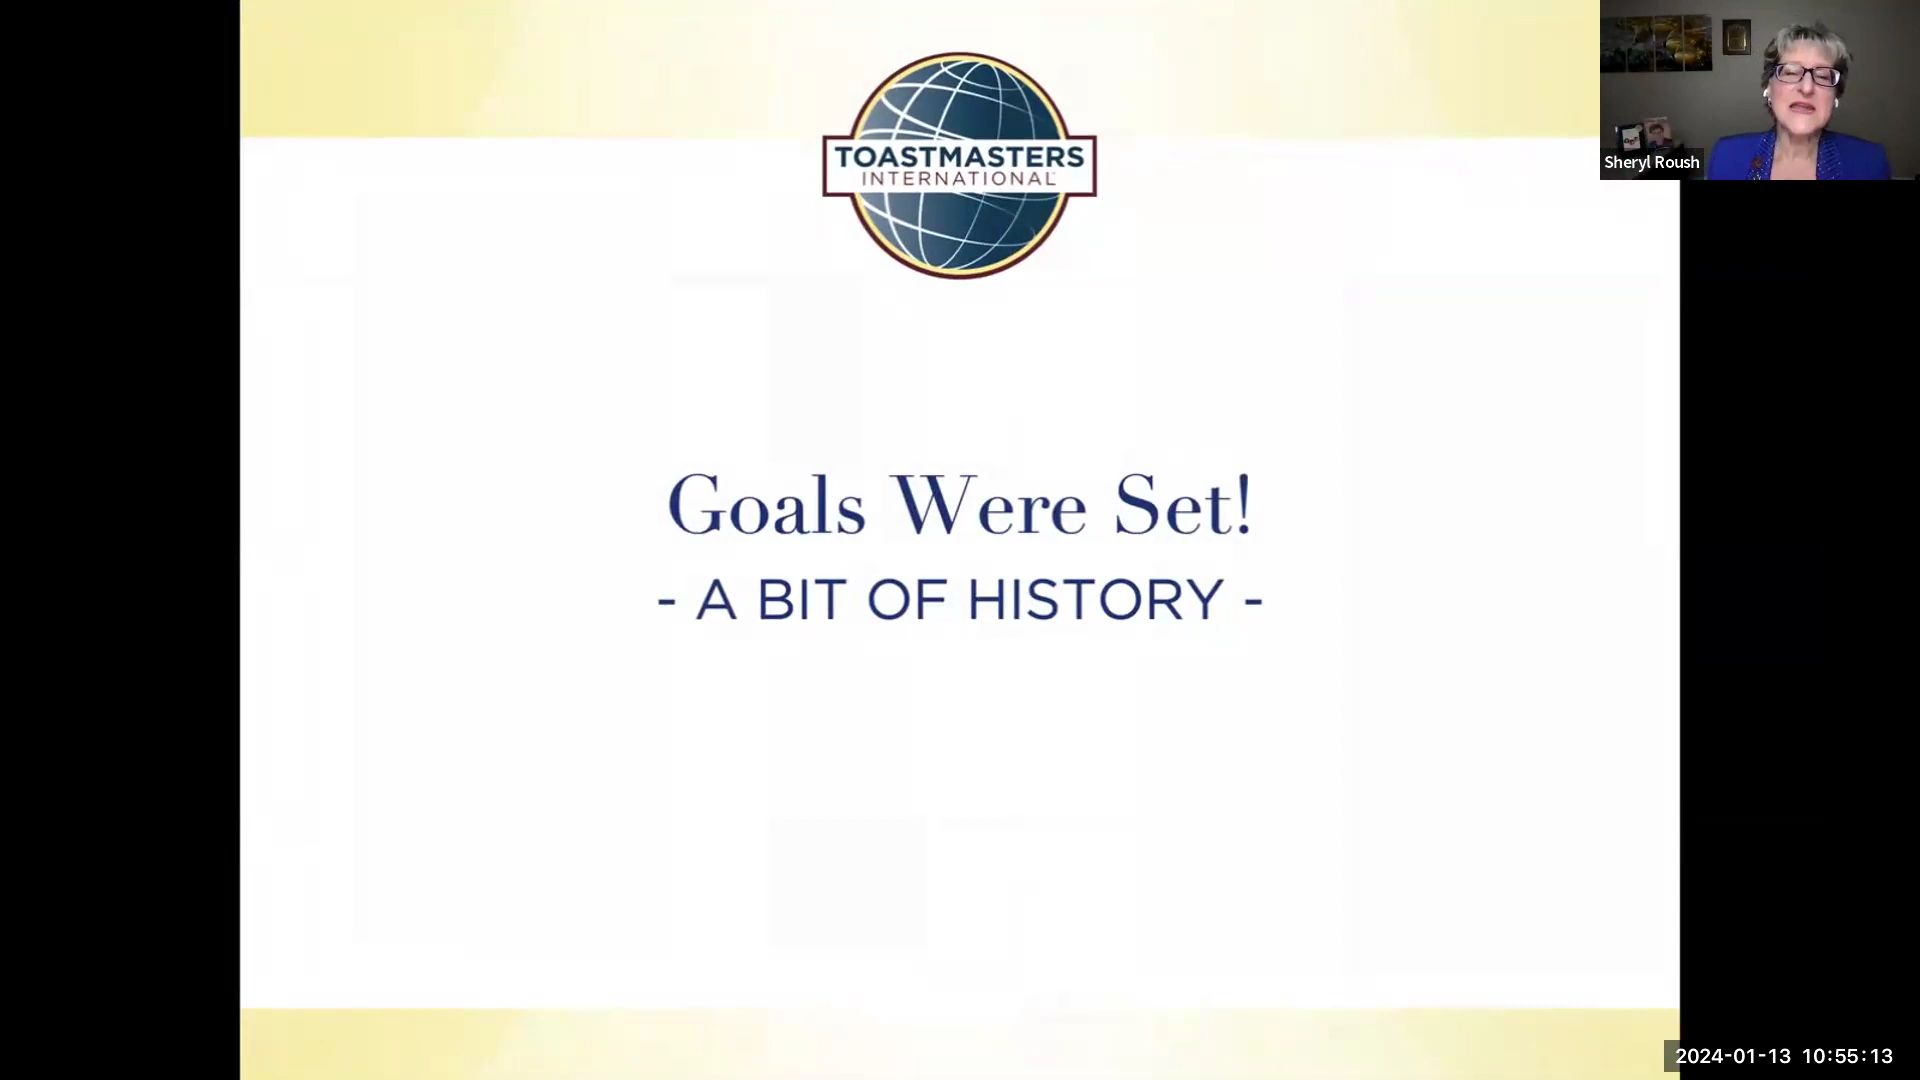 TOASTMASTERS
INTERNATIONAL
Sheryl Roush
Goals Were Set!
- A BIT OF HISTORY -
2024-01-13 10:55:13